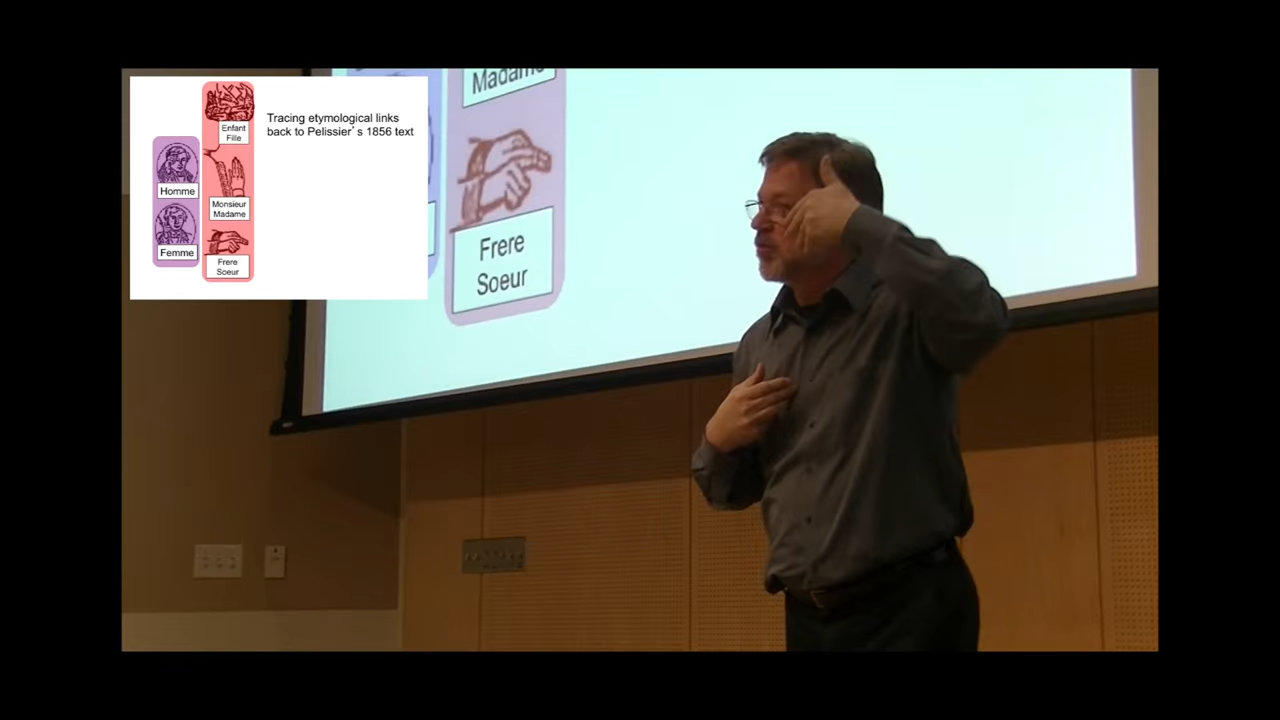 Enfant
Fille
Tracing etymological links
back to Pelissier's 1856 text
Homme
Monsieur
Madame
Femme
Frere
Soeur
Madame
Frere
Soeur